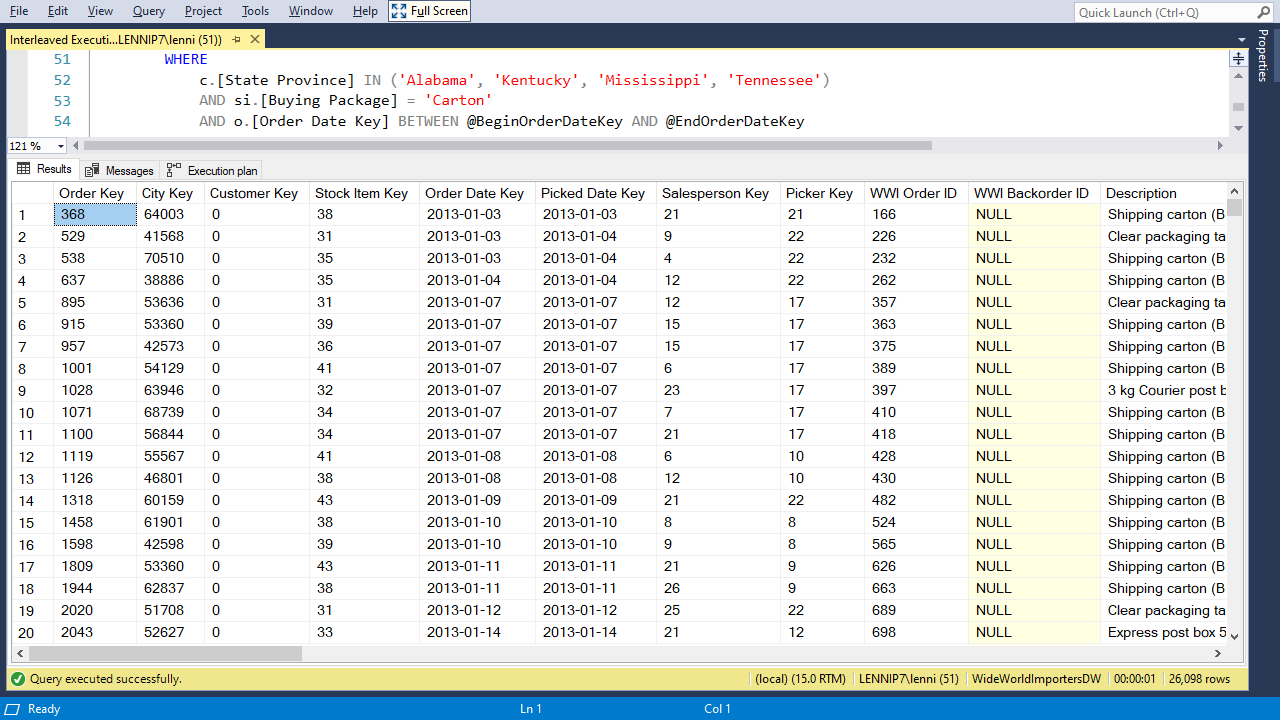 File Edit View Query Project Tools Window Help Full Screen Quick Launch (Ctrl+Q)
Interleaved Executi...LENNIP7\lenni (51)) Properties
51 WHERE
52 c.[State Province] IN ('Alabama', 'Kentucky', 'Mississippi', 'Tennessee')
53 AND si.[Buying Package] = 'Carton'
54 AND o.[Order Date Key] BETWEEN @BeginOrderDateKey AND @EndOrderDateKey
121 %
Results Messages Execution plan
Order Key City Key Customer Key Stock Item Key Order Date Key Picked Date Key Salesperson Key Picker Key WWI Order ID WWI Backorder ID Description
1 368 64003 0 38 2013-01-03 2013-01-03 21 21 166 NULL Shipping carton (B
2 529 41568 0 31 2013-01-03 2013-01-04 9 22 226 NULL Clear packaging ta
3 538 70510 0 35 2013-01-03 2013-01-04 4 22 232 NULL Shipping carton (B
4 637 38886 0 35 2013-01-04 2013-01-04 12 22 262 NULL Shipping carton (B
5 895 53636 0 31 2013-01-07 2013-01-07 12 17 357 NULL Clear packaging ta
6 915 53360 0 39 2013-01-07 2013-01-07 15 17 363 NULL Shipping carton (B
7 957 42573 0 36 2013-01-07 2013-01-07 15 17 375 NULL Shipping carton (B
8 1001 54129 0 41 2013-01-07 2013-01-07 6 17 389 NULL Shipping carton (B
9 1028 63946 0 32 2013-01-07 2013-01-07 23 17 397 NULL 3 kg Courier post b
10 1071 68739 0 34 2013-01-07 2013-01-07 7 17 410 NULL Shipping carton (B
11 1100 56844 0 34 2013-01-07 2013-01-07 21 17 418 NULL Shipping carton (B
12 1119 55567 0 41 2013-01-08 2013-01-08 6 10 428 NULL Shipping carton (B
13 1126 46801 0 38 2013-01-08 2013-01-08 12 10 430 NULL Shipping carton (B
14 1318 60159 0 43 2013-01-09 2013-01-09 21 22 482 NULL Shipping carton (B
15 1458 61901 0 38 2013-01-10 2013-01-10 8 8 524 NULL Shipping carton (B
16 1598 42598 0 39 2013-01-10 2013-01-10 9 8 565 NULL Shipping carton (B
17 1809 53360 0 43 2013-01-11 2013-01-11 21 9 626 NULL Shipping carton (B
18 1944 62837 0 38 2013-01-11 2013-01-11 26 9 663 NULL Shipping carton (B
19 2020 51708 0 31 2013-01-12 2013-01-12 25 22 689 NULL Clear packaging ta
20 2043 52627 0 33 2013-01-14 2013-01-14 21 12 698 NULL Express post box 5
Query executed successfully. (local) (15.0 RTM) LENNIP7\lenni (51) WideWorldImportersDW 00:00:01 26,098 rows
Ready Ln 1 Col 1